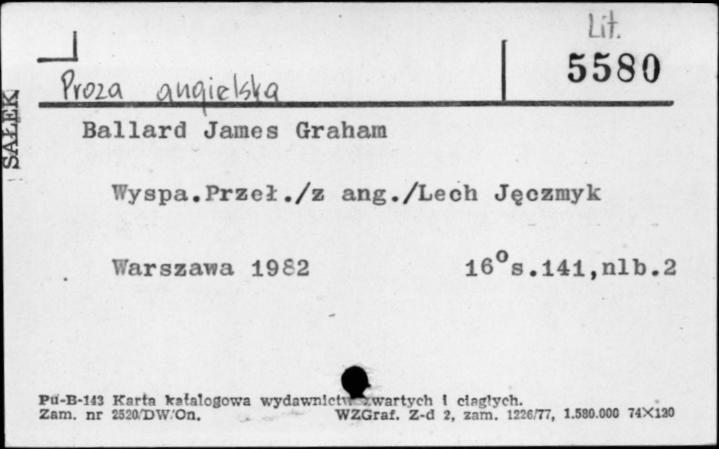 Lit.
5580
Proza angielska
SAŁEK
Ballard James Graham
Wyspa.Przeł./z ang./Lech Jęczmyk
Warszawa 1982 16°s.141,nlb.2
Pu-B-143 Karta katalogowa wydawnictw zwartych i ciągłych.
Zam. nr 2520/DW/On. WZGraf. Z-d 2, zam. 1226/77, 1.580.000 74×120